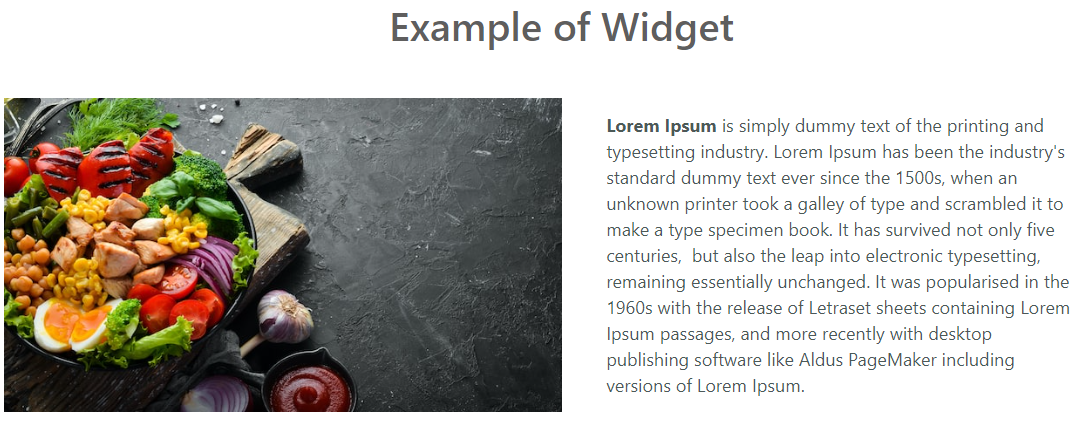 Example of Widget
Lorem Ipsum is simply dummy text of the printing and
typesetting industry. Lorem Ipsum has been the industry's
standard dummy text ever since the 1500s, when an
unknown printer took a galley of type and scrambled it to
make a type specimen book. It has survived not only five
centuries,  but also the leap into electronic typesetting,
remaining essentially unchanged. It was popularised in the
1960s with the release of Letraset sheets containing Lorem
Ipsum passages, and more recently with desktop
publishing software like Aldus PageMaker including
versions of Lorem Ipsum.